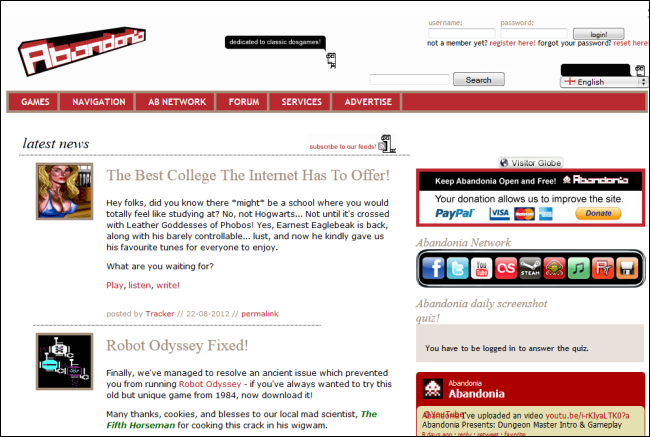 Abandonia
dedicated to classic dosgames!
username: password:
login!
not a member yet? register here! forgot your password? reset here!
Search
English
GAMES NAVIGATION AB NETWORK FORUM SERVICES ADVERTISE
latest news
subscribe to our feeds!
The Best College The Internet Has To Offer!
Hey folks, did you know there *might* be a school where you would
totally feel like studying at? No, not Hogwarts... Not until it's crossed
with Leather Goddesses of Phobos! Yes, Earnest Eaglebeak is back,
along with his barely controllable... lust, and now he kindly gave us
his favourite tunes for everyone to enjoy.
What are you waiting for?
Play, listen, write!
posted by Tracker // 22-08-2012 // permalink
Robot Odyssey Fixed!
Finally, we've managed to resolve an ancient issue which prevented
you from running Robot Odyssey - if you've always wanted to try this
old but unique game from 1984, now download it!
Many thanks, cookies, and blesses to our local mad scientist, The
Fifth Horseman for cooking this crack in his wigwam.
Visitor Globe
Keep Abandonia Open and Free! Abandonia
Your donation allows us to improve the site.
PayPal VISA Donate
Abandonia Network
You Tube STEAM
Abandonia daily screenshot
quiz!
You have to be logged in to answer the quiz.
Abandonia
Abandonia
I've uploaded an video youtu.be/i-rKIyaLTK0?a
Abandonia Presents: Dungeon Master Intro & Gameplay
8 days ago · reply · retweet · favorite